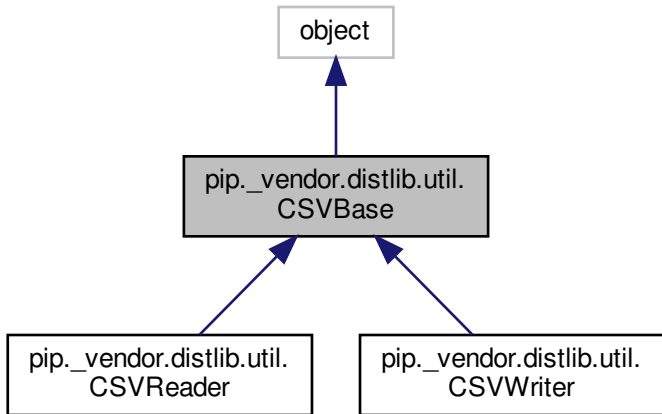 object
pip._vendor.distlib.util.
CSVBase
pip._vendor.distlib.util.
CSVReader
pip._vendor.distlib.util.
CSVWriter